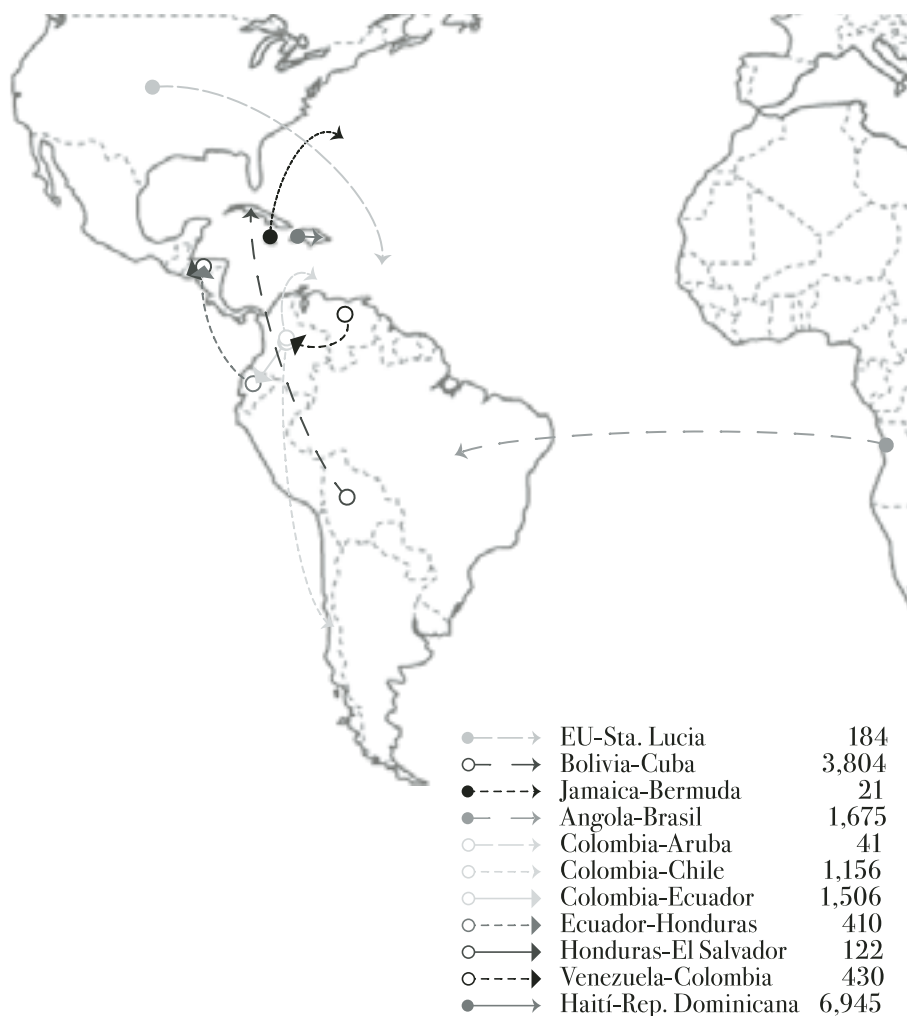 EU-Sta. Lucia 184
Bolivia-Cuba 3,804
Jamaica-Bermuda 21
Angola-Brasil 1,675
Colombia-Aruba 41
Colombia-Chile 1,156
Colombia-Ecuador 1,506
Ecuador-Honduras 410
Honduras-El Salvador 122
Venezuela-Colombia 430
Haití-Rep. Dominicana 6,945